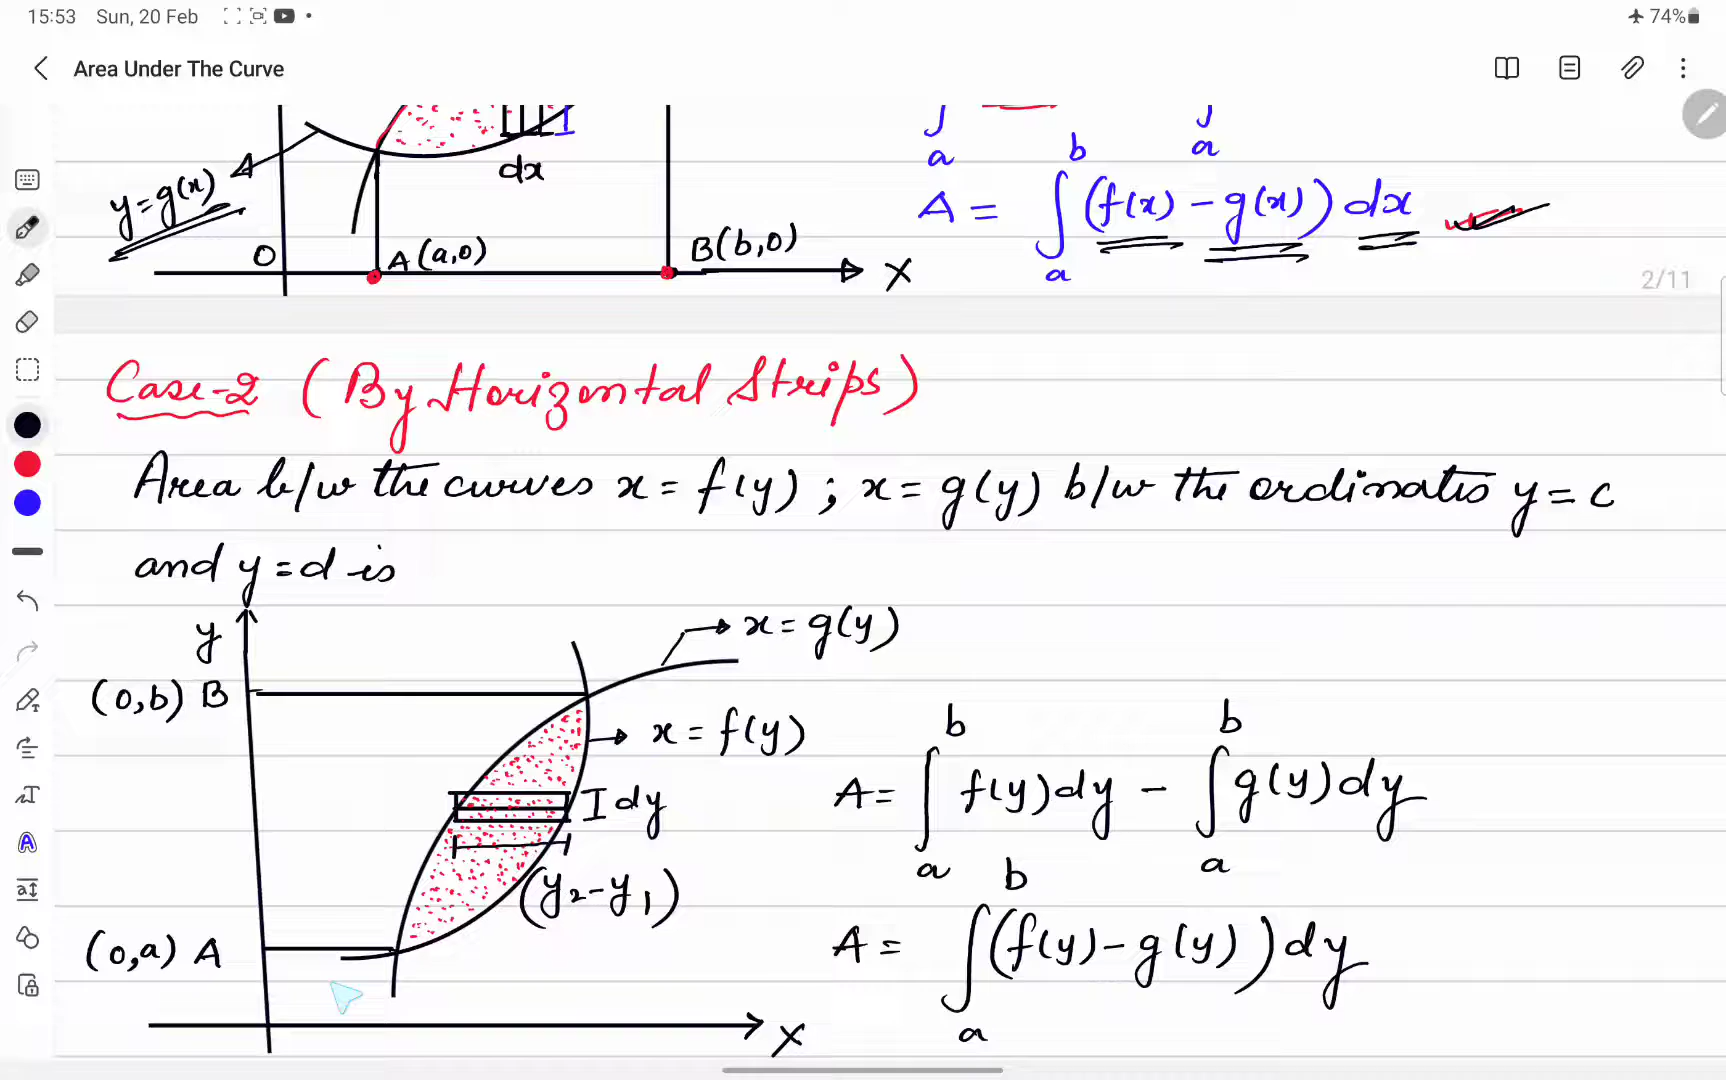 15:53 Sun, 20 Feb
74%
Area Under The Curve
dx
y=g(x)
O
A(a,0)
B(b,0)
X
∫ₐ ∫ₐ
A = ∫ₐᵇ (f(x) - g(x)) dx
2/11
Case-2 (By Horizontal Strips)
Area b/w the curves x = f(y) ; x = g(y) b/w the ordinates y = c
and y = d is
y
x = g(y)
(0,b) B
x = f(y)
I dy
(y₂-y₁)
(0,a) A
X
A = ∫ₐᵇ f(y)dy - ∫ₐᵇ g(y)dy
A = ∫ₐᵇ (f(y)-g(y))dy